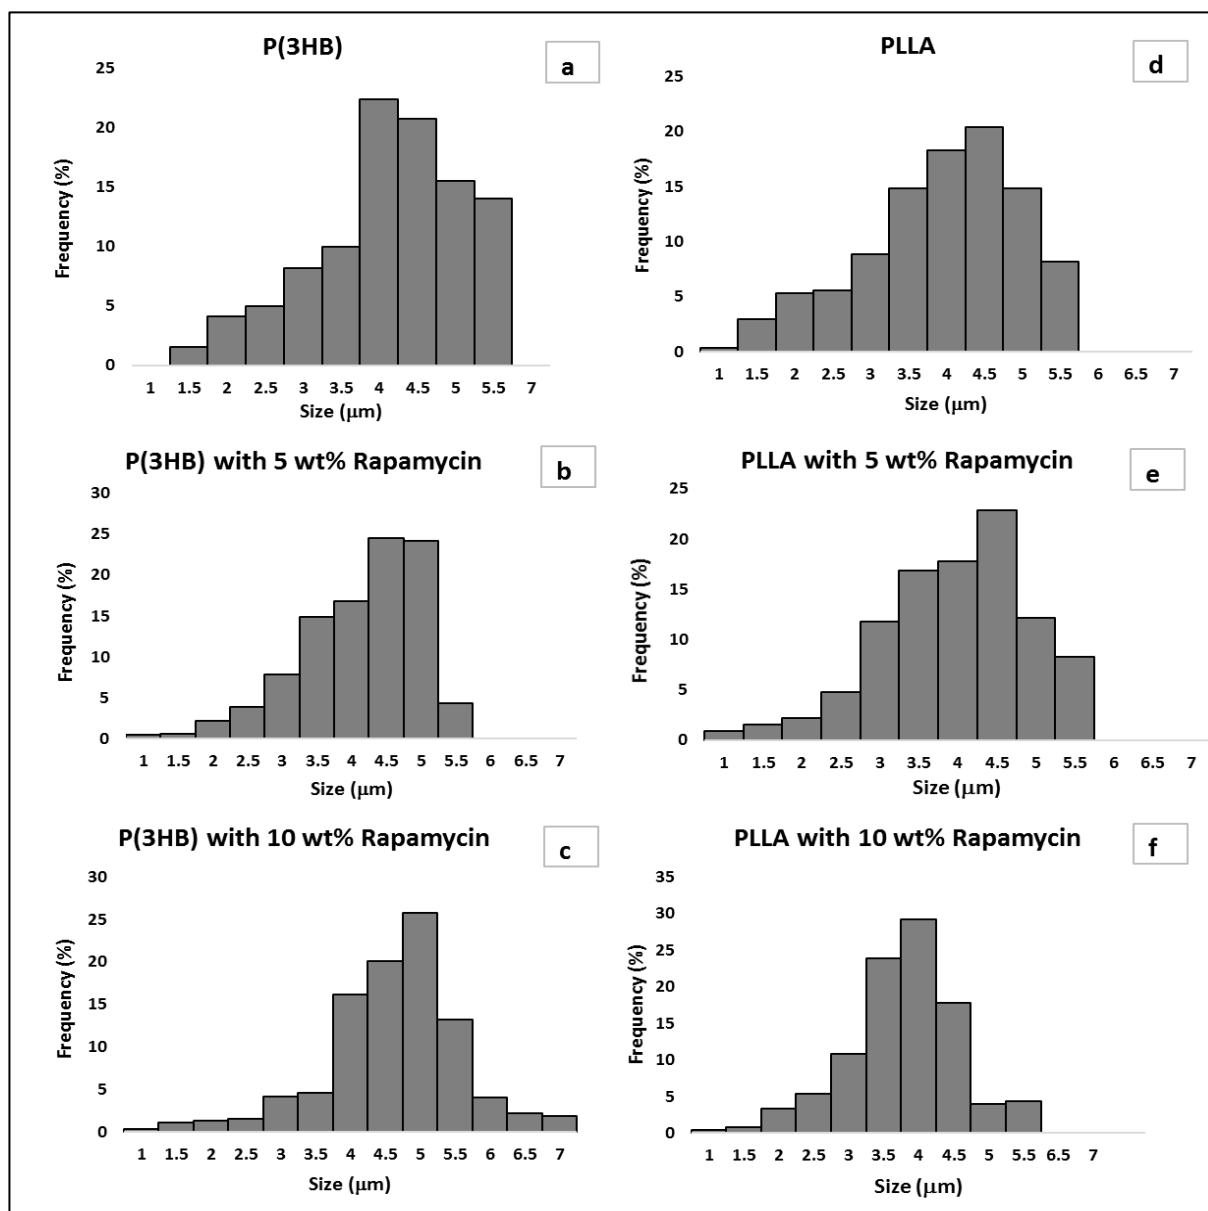 P(3HB)
a
25
20
15
10
5
0
Frequency (%)
1 1.5 2 2.5 3 3.5 4 4.5 5 5.5 7
Size (µm)
PLLA
d
25
20
15
10
5
0
Frequency (%)
1 1.5 2 2.5 3 3.5 4 4.5 5 5.5 6 6.5 7
Size (µm)
P(3HB) with 5 wt% Rapamycin
b
30
25
20
15
10
5
0
Frequency (%)
1 1.5 2 2.5 3 3.5 4 4.5 5 5.5 6 6.5 7
Size (µm)
PLLA with 5 wt% Rapamycin
e
25
20
15
10
5
0
Frequency (%)
1 1.5 2 2.5 3 3.5 4 4.5 5 5.5 6 6.5 7
Size (µm)
P(3HB) with 10 wt% Rapamycin
c
30
25
20
15
10
5
0
Frequency (%)
1 1.5 2 2.5 3 3.5 4 4.5 5 5.5 6 6.5 7
Size (µm)
PLLA with 10 wt% Rapamycin
f
35
30
25
20
15
10
5
0
Frequency (%)
1 1.5 2 2.5 3 3.5 4 4.5 5 5.5 6.5 7
Size (µm)